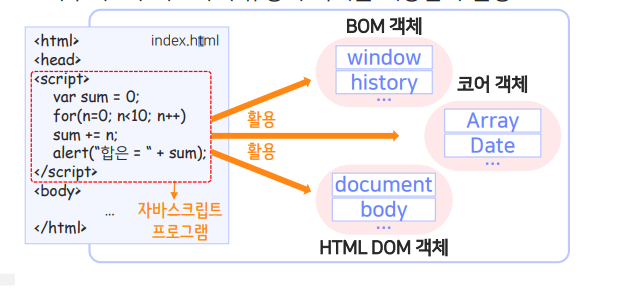 index.html
<html>
<head>
<script>
var sum = 0;
for(n=0; n<10; n++)
sum += n;
alert("합은 = " + sum);
</script>
<body>
...
</html>
자바스크립트
프로그램
활용
활용
BOM 객체
window
history
...
코어 객체
Array
Date
...
document
body
...
HTML DOM 객체